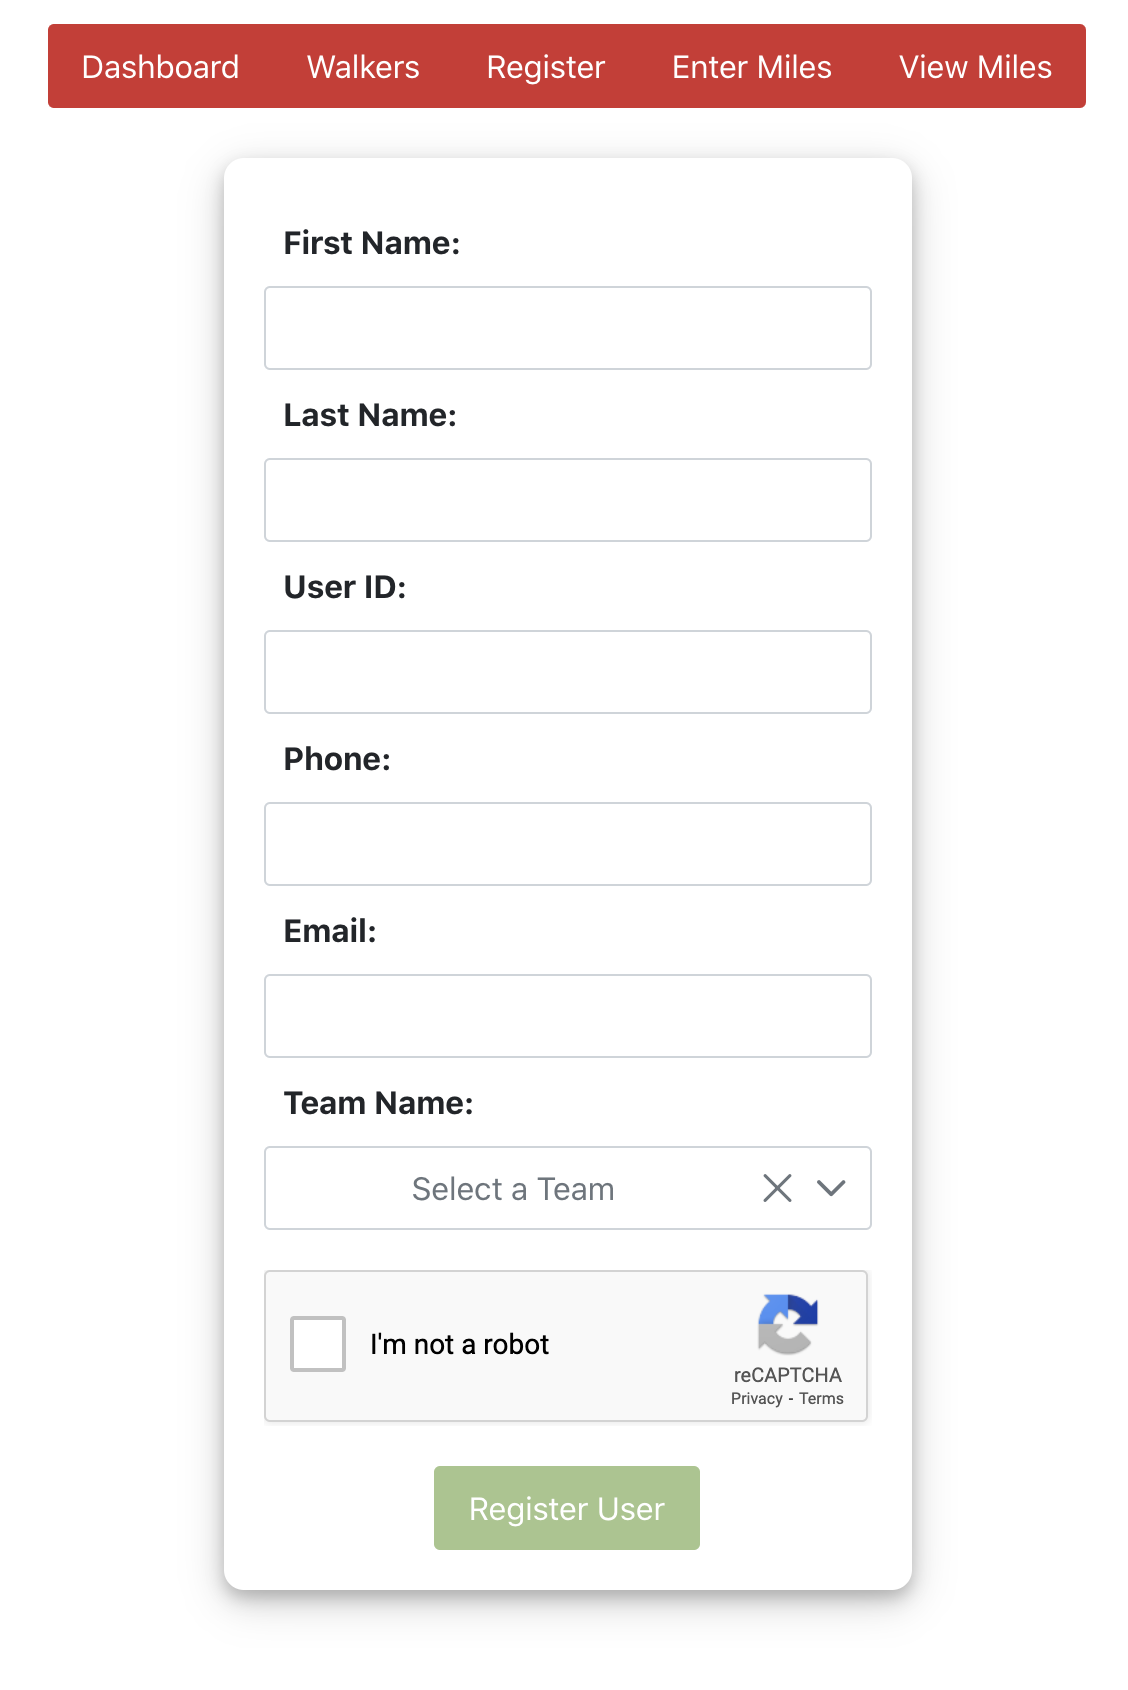 Dashboard Walkers Register Enter Miles View Miles
First Name:
Last Name:
User ID:
Phone:
Email:
Team Name:
Select a Team
I'm not a robot
reCAPTCHA
Privacy - Terms
Register User